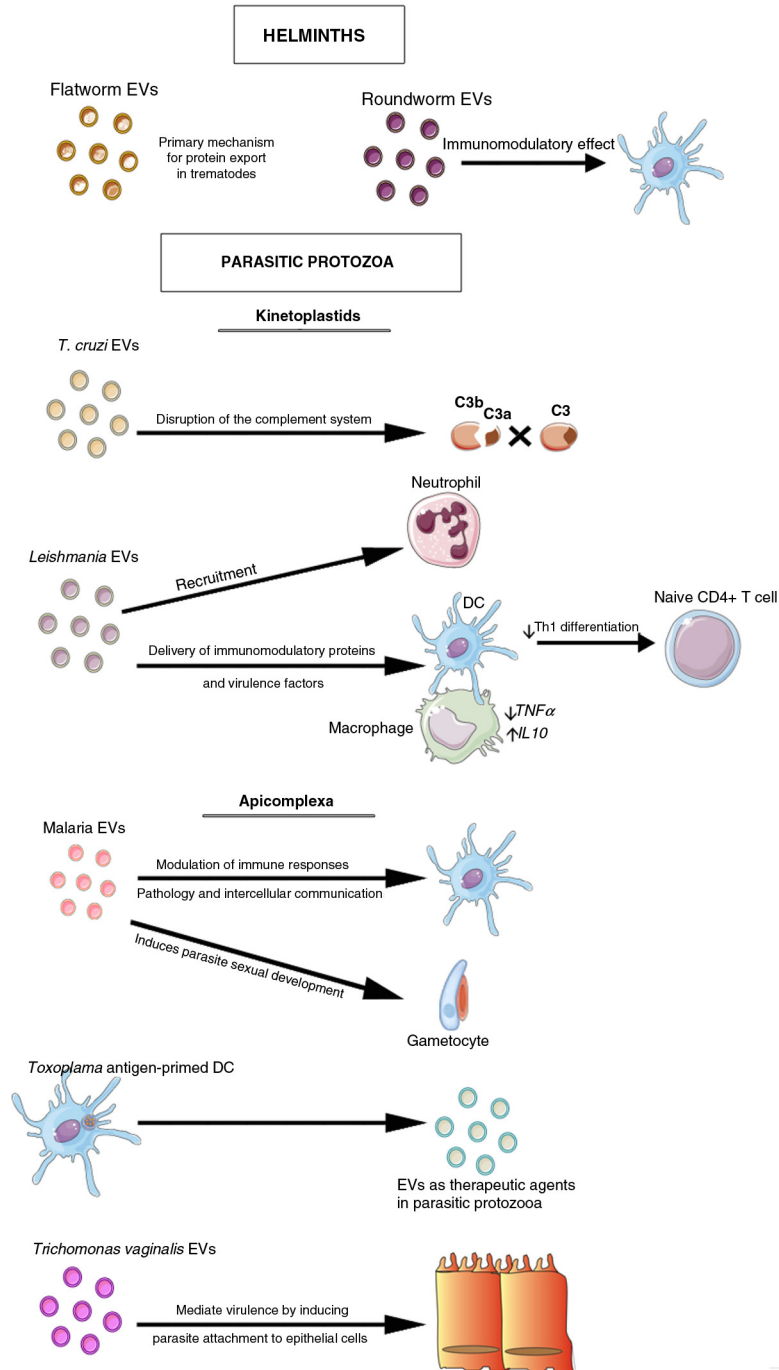 HELMINTHS
Flatworm EVs
Primary mechanism
for protein export
in trematodes
Roundworm EVs
Immunomodulatory effect
PARASITIC PROTOZOA
Kinetoplastids
T. cruzi EVs
Disruption of the complement system
C3b
C3a
C3
Leishmania EVs
Recruitment
Neutrophil
Delivery of immunomodulatory proteins
and virulence factors
DC
↓Th1 differentiation
Naive CD4+ T cell
Macrophage
↓TNFα
↑IL10
Apicomplexa
Malaria EVs
Modulation of immune responses
Pathology and intercellular communication
Induces parasite sexual development
Gametocyte
Toxoplama antigen-primed DC
EVs as therapeutic agents
in parasitic protozooa
Trichomonas vaginalis EVs
Mediate virulence by inducing
parasite attachment to epithelial cells